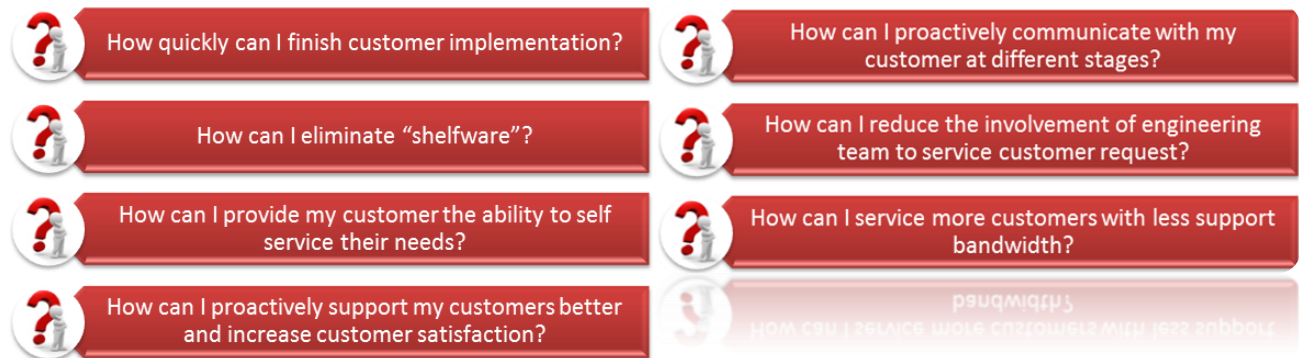 How quickly can I finish customer implementation?
How can I eliminate “shelfware”?
How can I provide my customer the ability to self
service their needs?
How can I proactively support my customers better
and increase customer satisfaction?
How can I proactively communicate with my
customer at different stages?
How can I reduce the involvement of engineering
team to service customer request?
How can I service more customers with less support
bandwidth?